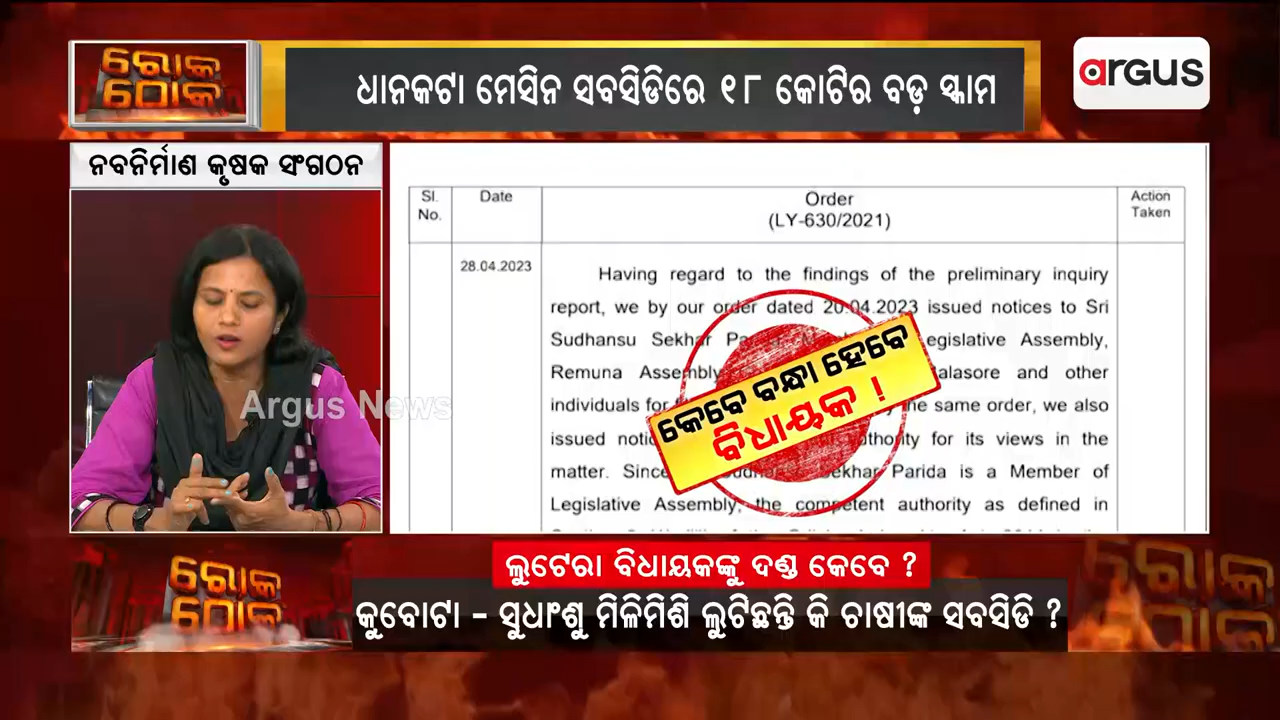 ରୋକ
ଠୋକ
ଧାନକଟା ମେସିନ ସବସିଡିରେ ୧୮ କୋଟିର ବଡ଼ ସ୍କାମ
argus
ନବନିର୍ମାଣ କୃଷକ ସଂଗଠନ
Argus News
Sl. No.
Date
Order
(LY-630/2021)
Action Taken
28.04.2023
Having regard to the findings of the preliminary inquiry
report, we by our order dated 20.04.2023 issued notices to Sri
Sudhansu Sekhar Legislative Assembly,
Remuna Assembly Balasore and other
individuals for the same order, we also
issued authority for its views in the
matter. Since Sekhar Parida is a Member of
Legislative Assembly, the competent authority as defined in
କେବେ ବନ୍ଧା ହେବେ
ବିଧାୟକ !
ରୋକ
ଠୋକ
ଲୁଟେରା ବିଧାୟକଙ୍କୁ ଦଣ୍ଡ କେବେ ?
କୁବୋଟା - ସୁଧାଂଶୁ ମିଳିମିଶି ଲୁଟିଛନ୍ତି କି ଚାଷୀଙ୍କ ସବସିଡି ?
ରୋକ
ଠୋକ